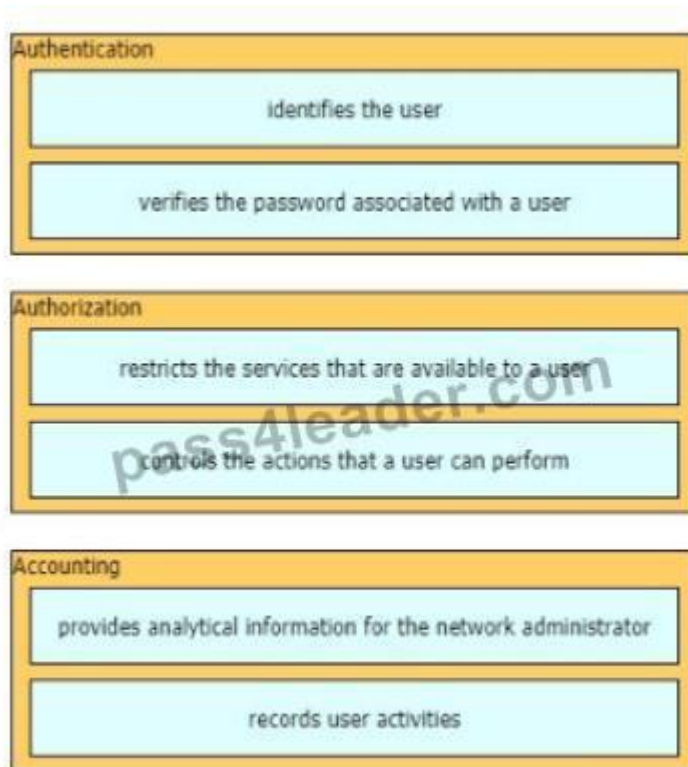 Authentication
identifies the user
verifies the password associated with a user
Authorization
restricts the services that are available to a user
pass4leader.com
controls the actions that a user can perform
Accounting
provides analytical information for the network administrator
records user activities